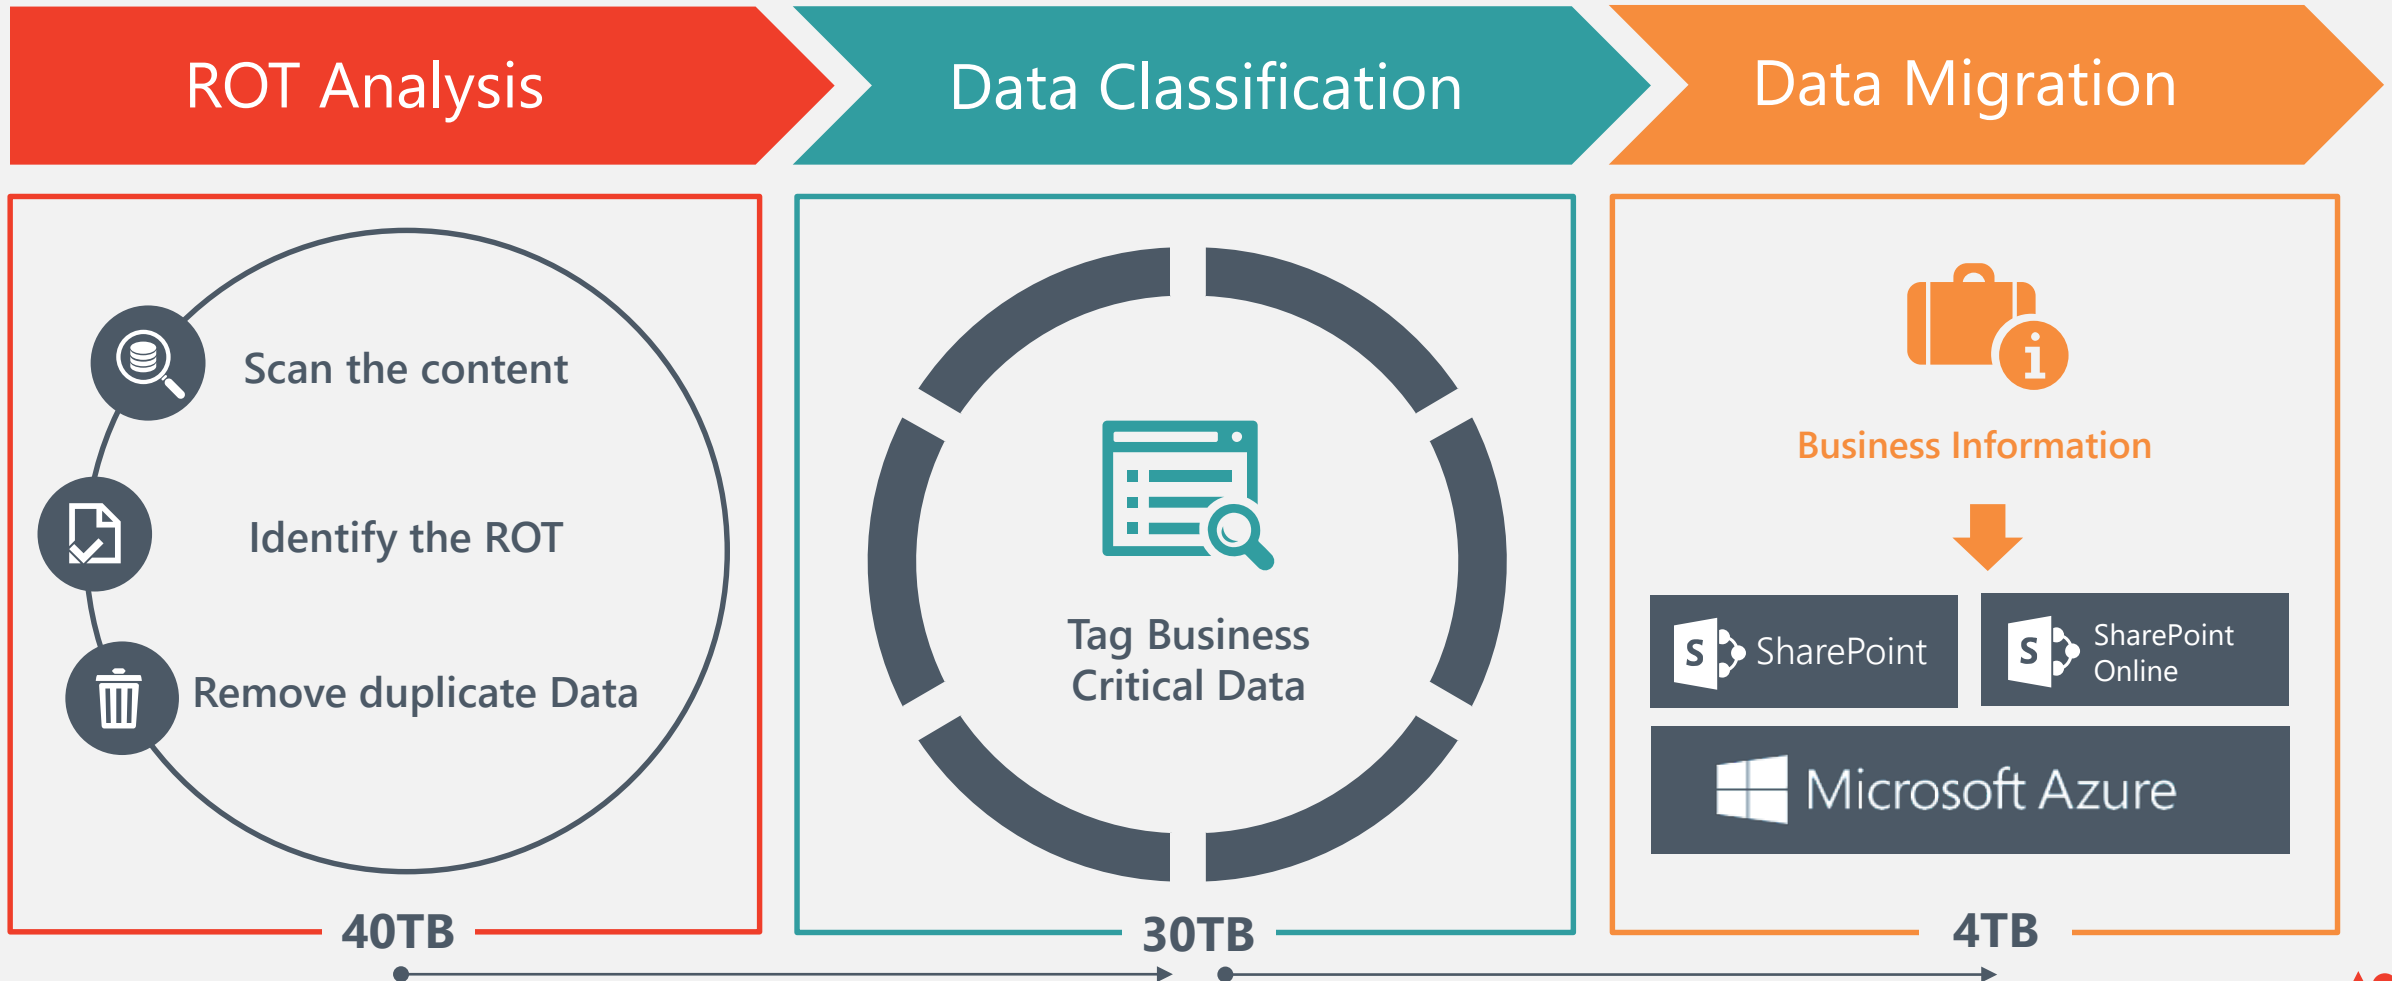 ROT Analysis
Data Classification
Data Migration
Scan the content
Identify the ROT
Remove duplicate Data
40TB
Tag Business
Critical Data
30TB
i
Business Information
S SharePoint
S SharePoint
Online
Microsoft Azure
4TB